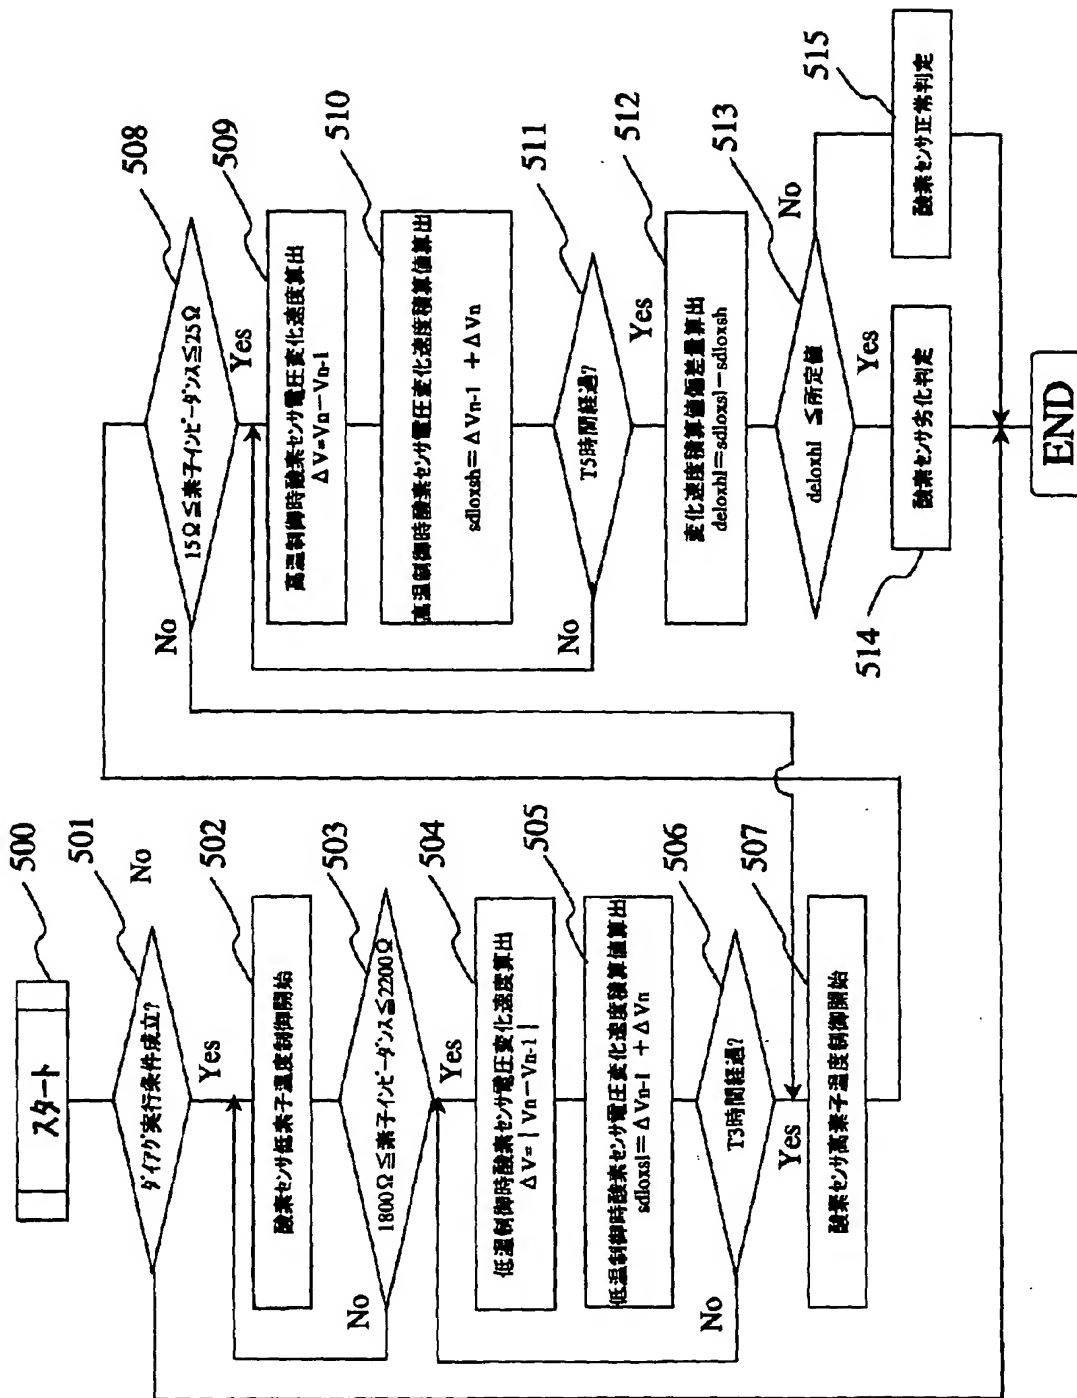 スタート
500
ダイアグ実行条件成立?
501
No
Yes
酸素センサ低素子温度制御開始
502
1800Ω≦素子インピーダンス≦2200Ω
503
No
Yes
低温制御時酸素センサ電圧変化速度算出
ΔV=|Vn-Vn-1|
504
低温制御時酸素センサ電圧変化速度積算値算出
sdloxsl=ΔVn-1 +ΔVn
505
T3時間経過?
506
No
Yes
酸素センサ高素子温度制御開始
507
15Ω≦素子インピーダンス≦25Ω
508
No
Yes
高温制御時酸素センサ電圧変化速度算出
ΔV=Vn-Vn-1
509
高温制御時酸素センサ電圧変化速度積算値算出
sdloxsh=ΔVn-1 +ΔVn
510
T5時間経過?
511
No
Yes
変化速度積算値偏差量算出
deloxhl=sdloxsl-sdloxsh
512
deloxhl ≦所定値
513
No
Yes
酸素センサ劣化判定
514
酸素センサ正常判定
515
END